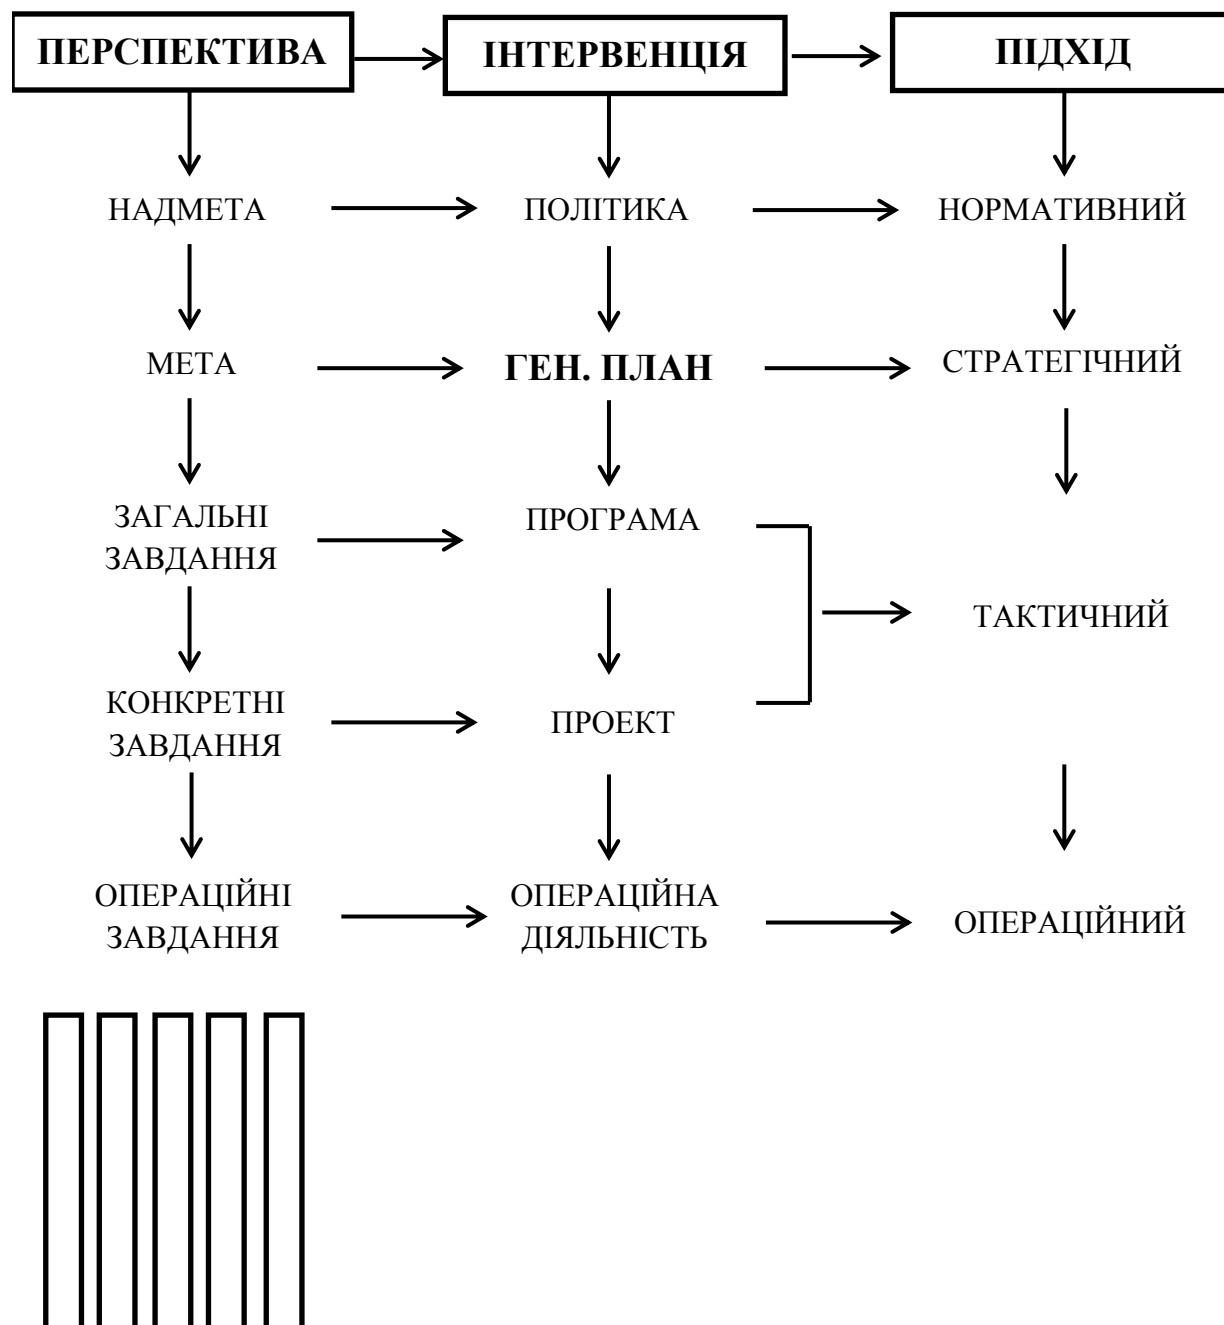 ПЕРСПЕКТИВА
ІНТЕРВЕНЦІЯ
ПІДХІД
НАДМЕТА
ПОЛІТИКА
НОРМАТИВНИЙ
МЕТА
ГЕН. ПЛАН
СТРАТЕГІЧНИЙ
ЗАГАЛЬНІ
ЗАВДАННЯ
ПРОГРАМА
ТАКТИЧНИЙ
КОНКРЕТНІ
ЗАВДАННЯ
ПРОЕКТ
ОПЕРАЦІЙНІ
ЗАВДАННЯ
ОПЕРАЦІЙНА
ДІЯЛЬНІСТЬ
ОПЕРАЦІЙНИЙ